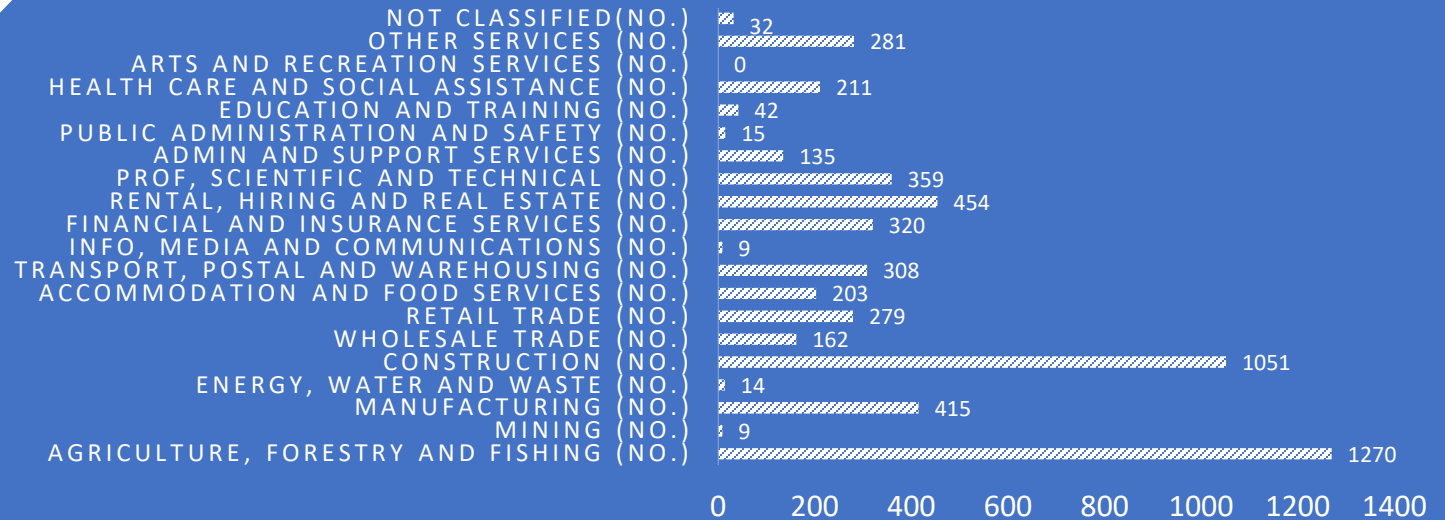 NOT CLASSIFIED(NO.) 32
OTHER SERVICES (NO.) 281
ARTS AND RECREATION SERVICES (NO.) 0
HEALTH CARE AND SOCIAL ASSISTANCE (NO.) 211
EDUCATION AND TRAINING (NO.) 42
PUBLIC ADMINISTRATION AND SAFETY (NO.) 15
ADMIN AND SUPPORT SERVICES (NO.) 135
PROF, SCIENTIFIC AND TECHNICAL (NO.) 359
RENTAL, HIRING AND REAL ESTATE (NO.) 454
FINANCIAL AND INSURANCE SERVICES (NO.) 320
INFO, MEDIA AND COMMUNICATIONS (NO.) 9
TRANSPORT, POSTAL AND WAREHOUSING (NO.) 308
ACCOMMODATION AND FOOD SERVICES (NO.) 203
RETAIL TRADE (NO.) 279
WHOLESALE TRADE (NO.) 162
CONSTRUCTION (NO.) 1051
ENERGY, WATER AND WASTE (NO.) 14
MANUFACTURING (NO.) 415
MINING (NO.) 9
AGRICULTURE, FORESTRY AND FISHING (NO.) 1270
0 200 400 600 800 1000 1200 1400